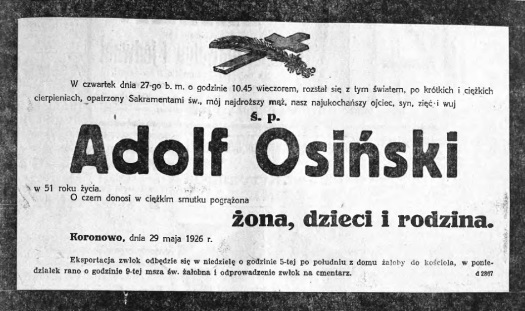 W czwartek dnia 27-go b. m. o godzinie 10.45 wieczorem, rozstał się z tym światem, po krótkich i ciężkich
cierpieniach, opatrzony Sakramentami św., mój najdroższy mąż, nasz najukochańszy ojciec, syn, zięć i wuj
ś. p.
Adolf Osiński
w 51 roku życia.
O czem donosi w ciężkim smutku pogrążona
żona, dzieci i rodzina.
Koronowo, dnia 29 maja 1926 r.
Eksportacja zwłok odbędzie się w niedzielę o godzinie 5-tej po południu z domu żałoby do kościoła, w ponie-
działek rano o godzinie 9-tej msza św. żałobna i odprowadzenie zwłok na cmentarz.